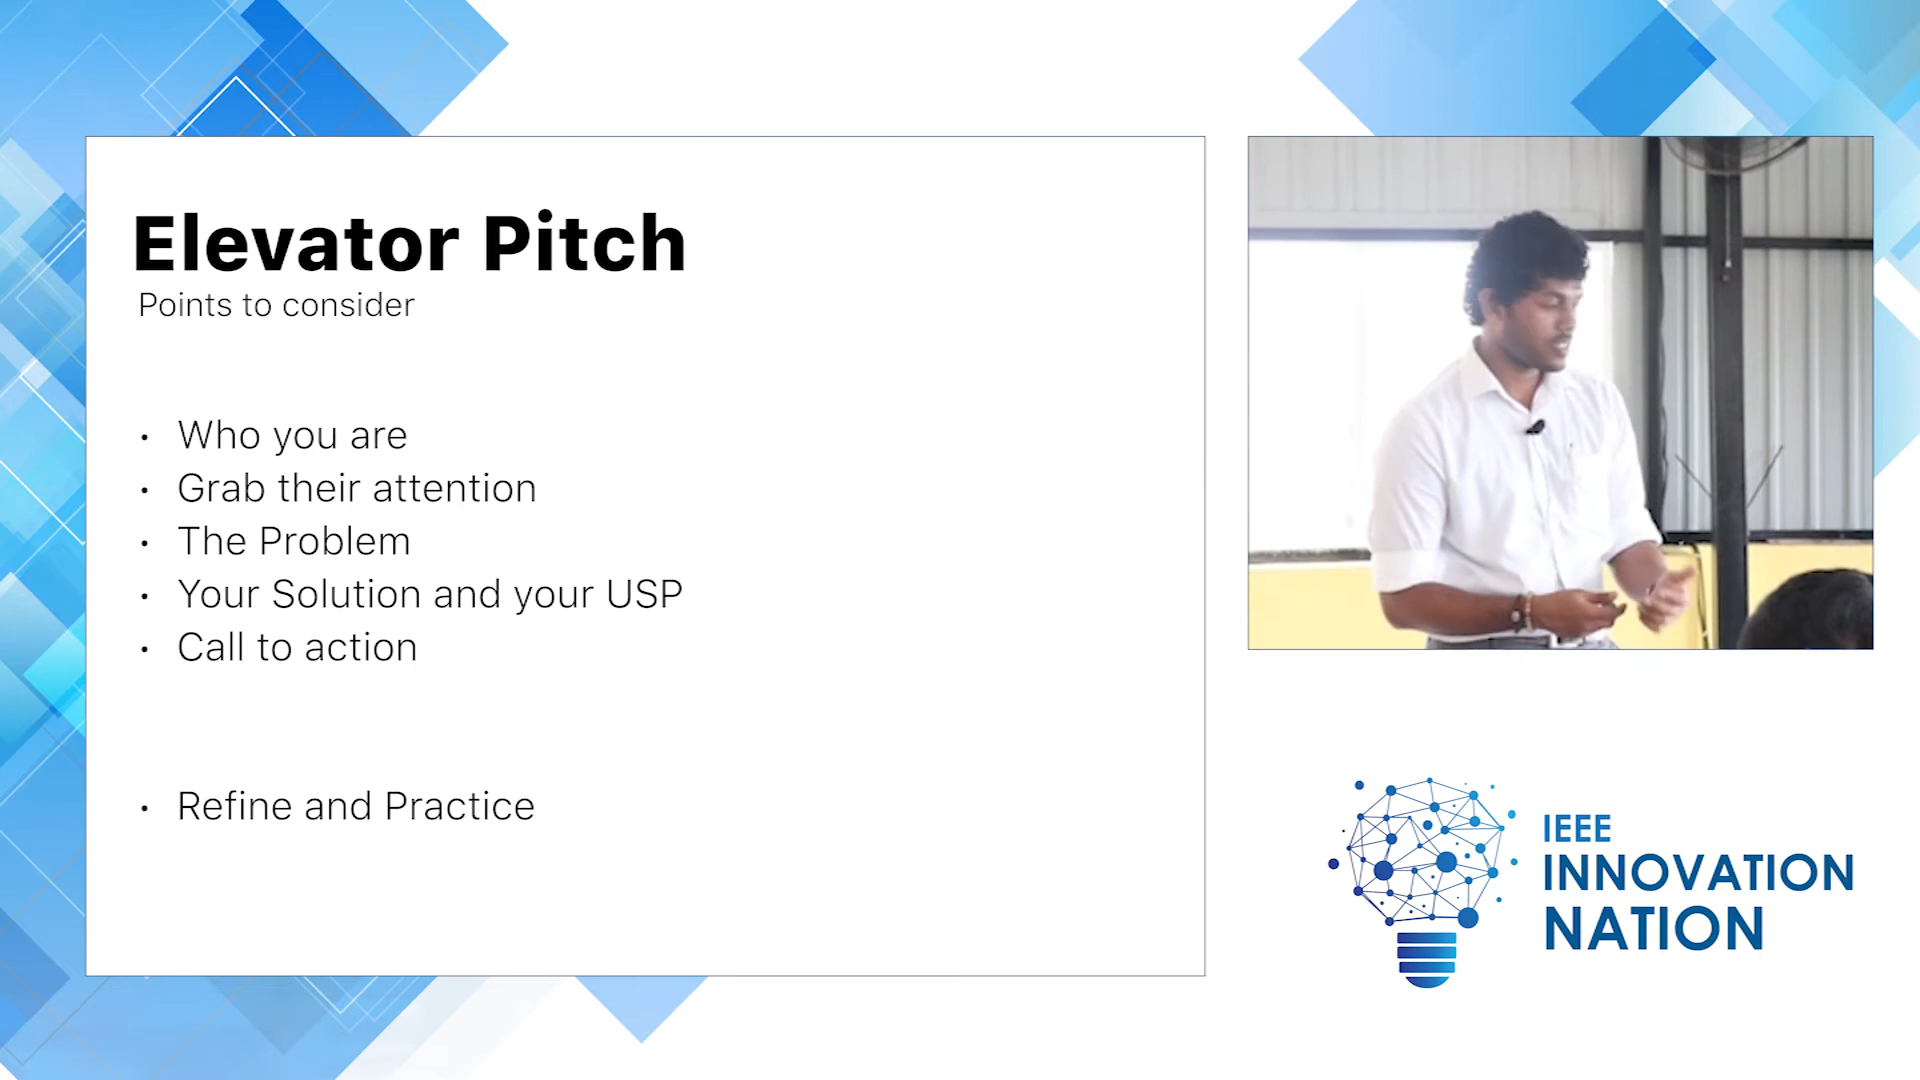 Elevator Pitch
Points to consider
• Who you are
• Grab their attention
• The Problem
• Your Solution and your USP
• Call to action
• Refine and Practice
IEEE
INNOVATION
NATION